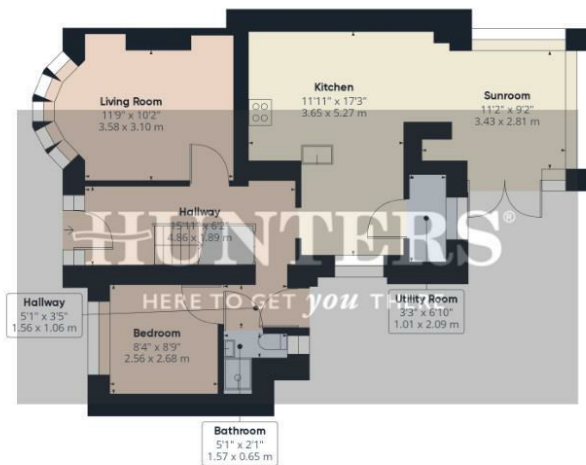 Living Room
11'9" x 10'2"
3.58 x 3.10 m
Kitchen
11'11" x 17'3"
3.65 x 5.27 m
Sunroom
11'2" x 9'2"
3.43 x 2.81 m
Hallway
15'11" x 6'2"
4.86 x 1.89 m
HUNTERS®
HERE TO GET you THERE
Hallway
5'1" x 3'5"
1.56 x 1.06 m
Bedroom
8'4" x 8'9"
2.56 x 2.68 m
Utility Room
3'3" x 6'10"
1.01 x 2.09 m
Bathroom
5'1" x 2'1"
1.57 x 0.65 m